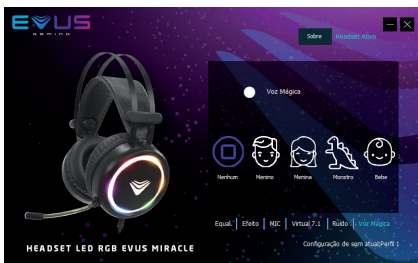 EVUS
GAMING
Sobre
Headset Ativo
Voz Mágica
Nenhum
Menino
Menina
Monstro
Bebe
Equal. | Efeito | MIC | Virtual 7.1 | Ruído | Voz Mágica
HEADSET LED RGB EVUS MIRACLE
Configuração de som atual:Perfil 1